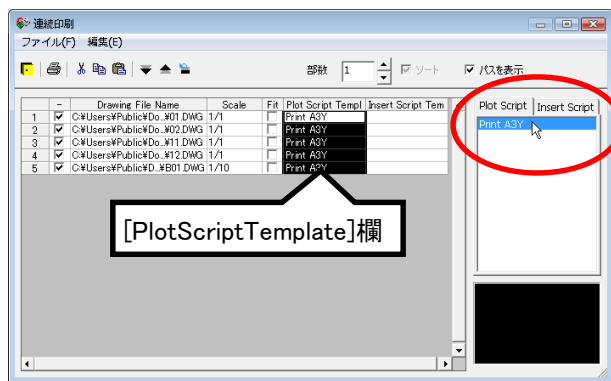 連続印刷
ファイル(F) 編集(E)
部数 1 ソート パスを表示
- Drawing File Name Scale Fit Plot Script Templ Insert Script Tem
1 C:¥Users¥Public¥Do..¥01.DWG 1/1 Print A3Y
2 C:¥Users¥Public¥Do..¥02.DWG 1/1 Print A3Y
3 C:¥Users¥Public¥Do..¥11.DWG 1/1 Print A3Y
4 C:¥Users¥Public¥Do..¥12.DWG 1/1 Print A3Y
5 C:¥Users¥Public¥D..¥B01.DWG 1/10 Print A3Y
Plot Script Insert Script
Print A3Y
[PlotScriptTemplate]欄